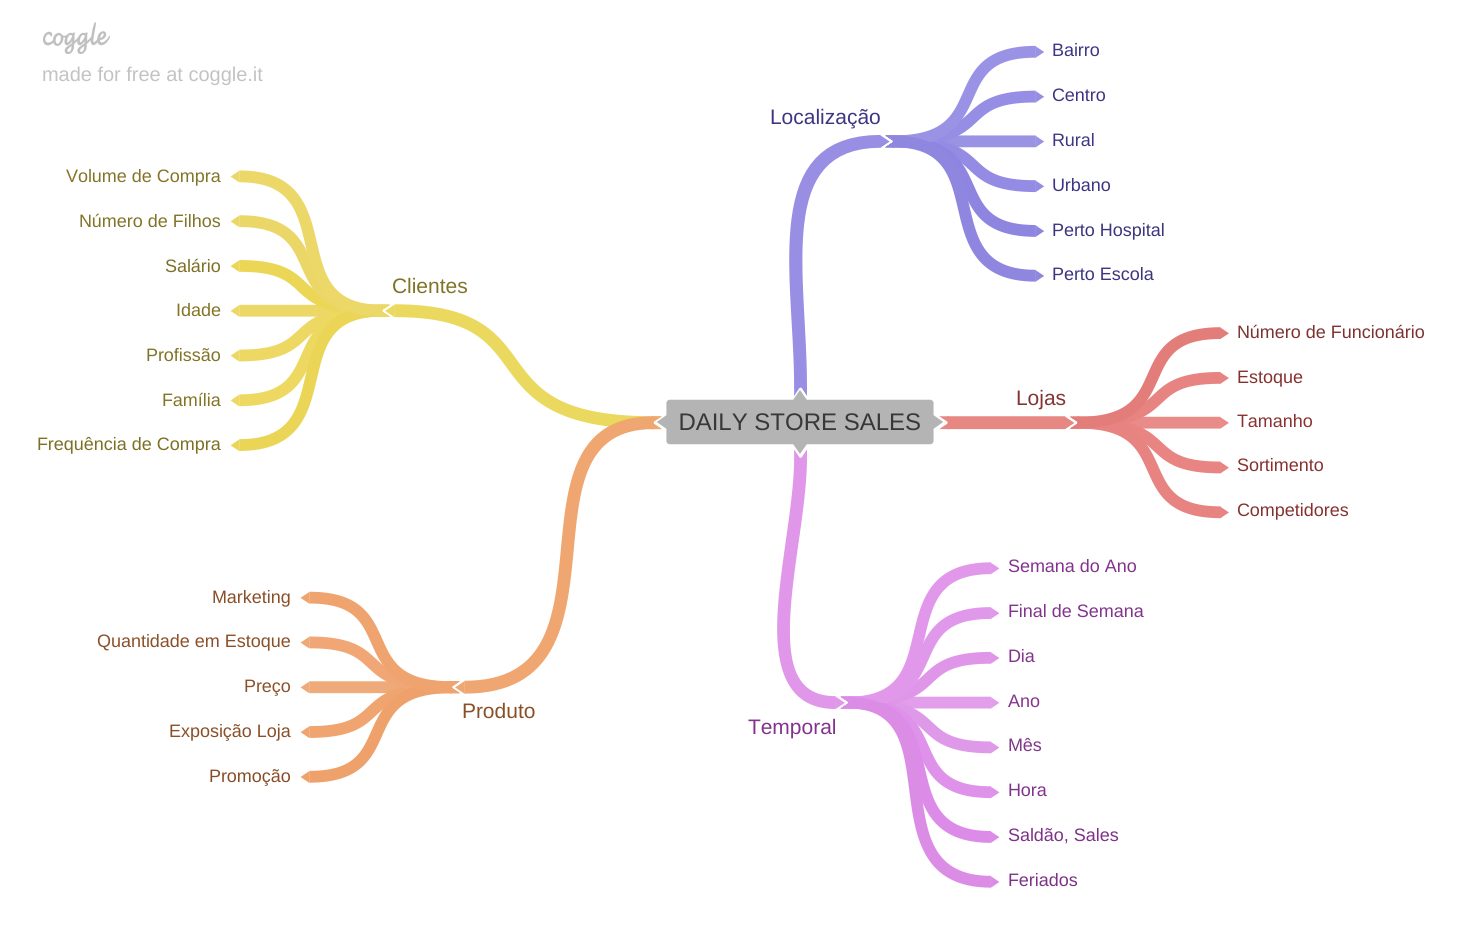 coggle
made for free at coggle.it
DAILY STORE SALES
Clientes
Volume de Compra
Número de Filhos
Salário
Idade
Profissão
Família
Frequência de Compra
Produto
Marketing
Quantidade em Estoque
Preço
Exposição Loja
Promoção
Localização
Bairro
Centro
Rural
Urbano
Perto Hospital
Perto Escola
Lojas
Número de Funcionário
Estoque
Tamanho
Sortimento
Competidores
Temporal
Semana do Ano
Final de Semana
Dia
Ano
Mês
Hora
Saldão, Sales
Feriados